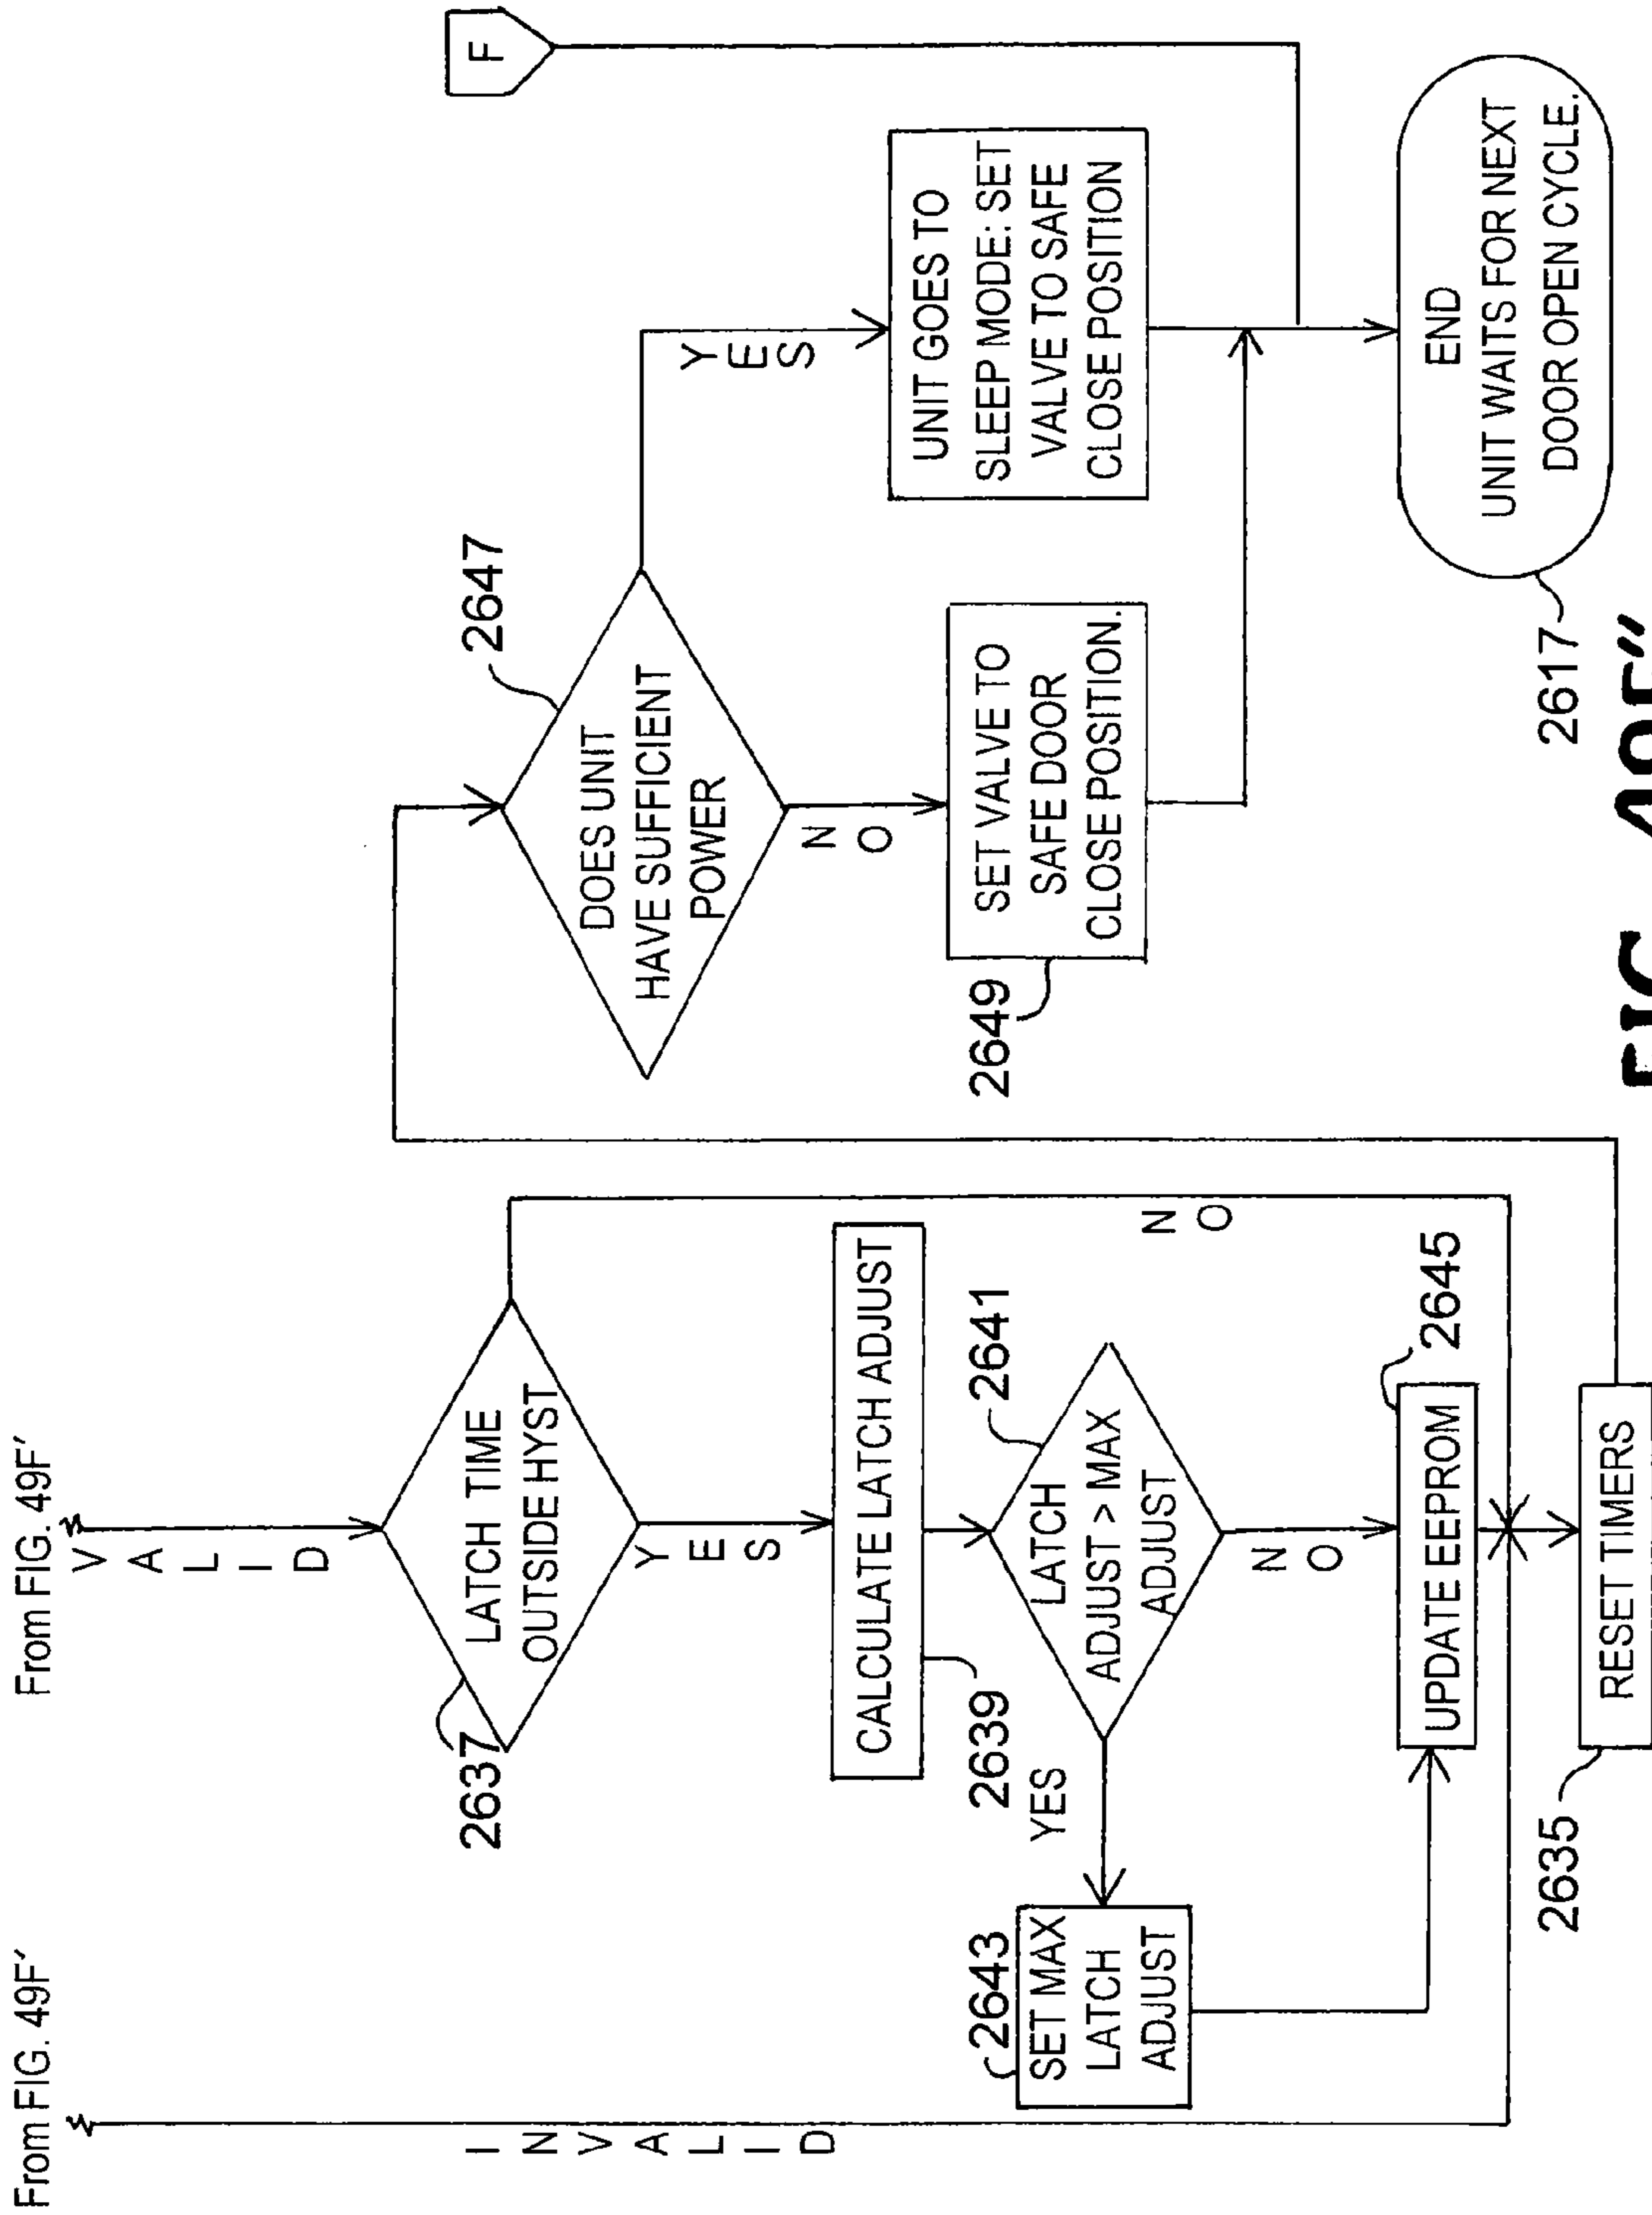 From FIG. 49F′
From FIG. 49F′
INVALID
VALID
LATCH TIME
OUTSIDE HYST
2637
YES
NO
CALCULATE LATCH ADJUST
2639
LATCH
ADJUST > MAX
ADJUST
2641
YES
NO
2643
SET MAX
LATCH
ADJUST
UPDATE EEPROM
2645
RESET TIMERS
2635
DOES UNIT
HAVE SUFFICIENT
POWER
2647
NO
YES
SET VALVE TO
SAFE DOOR
CLOSE POSITION.
2649
UNIT GOES TO
SLEEP MODE: SET
VALVE TO SAFE
CLOSE POSITION
F
END
UNIT WAITS FOR NEXT
DOOR OPEN CYCLE.
2617